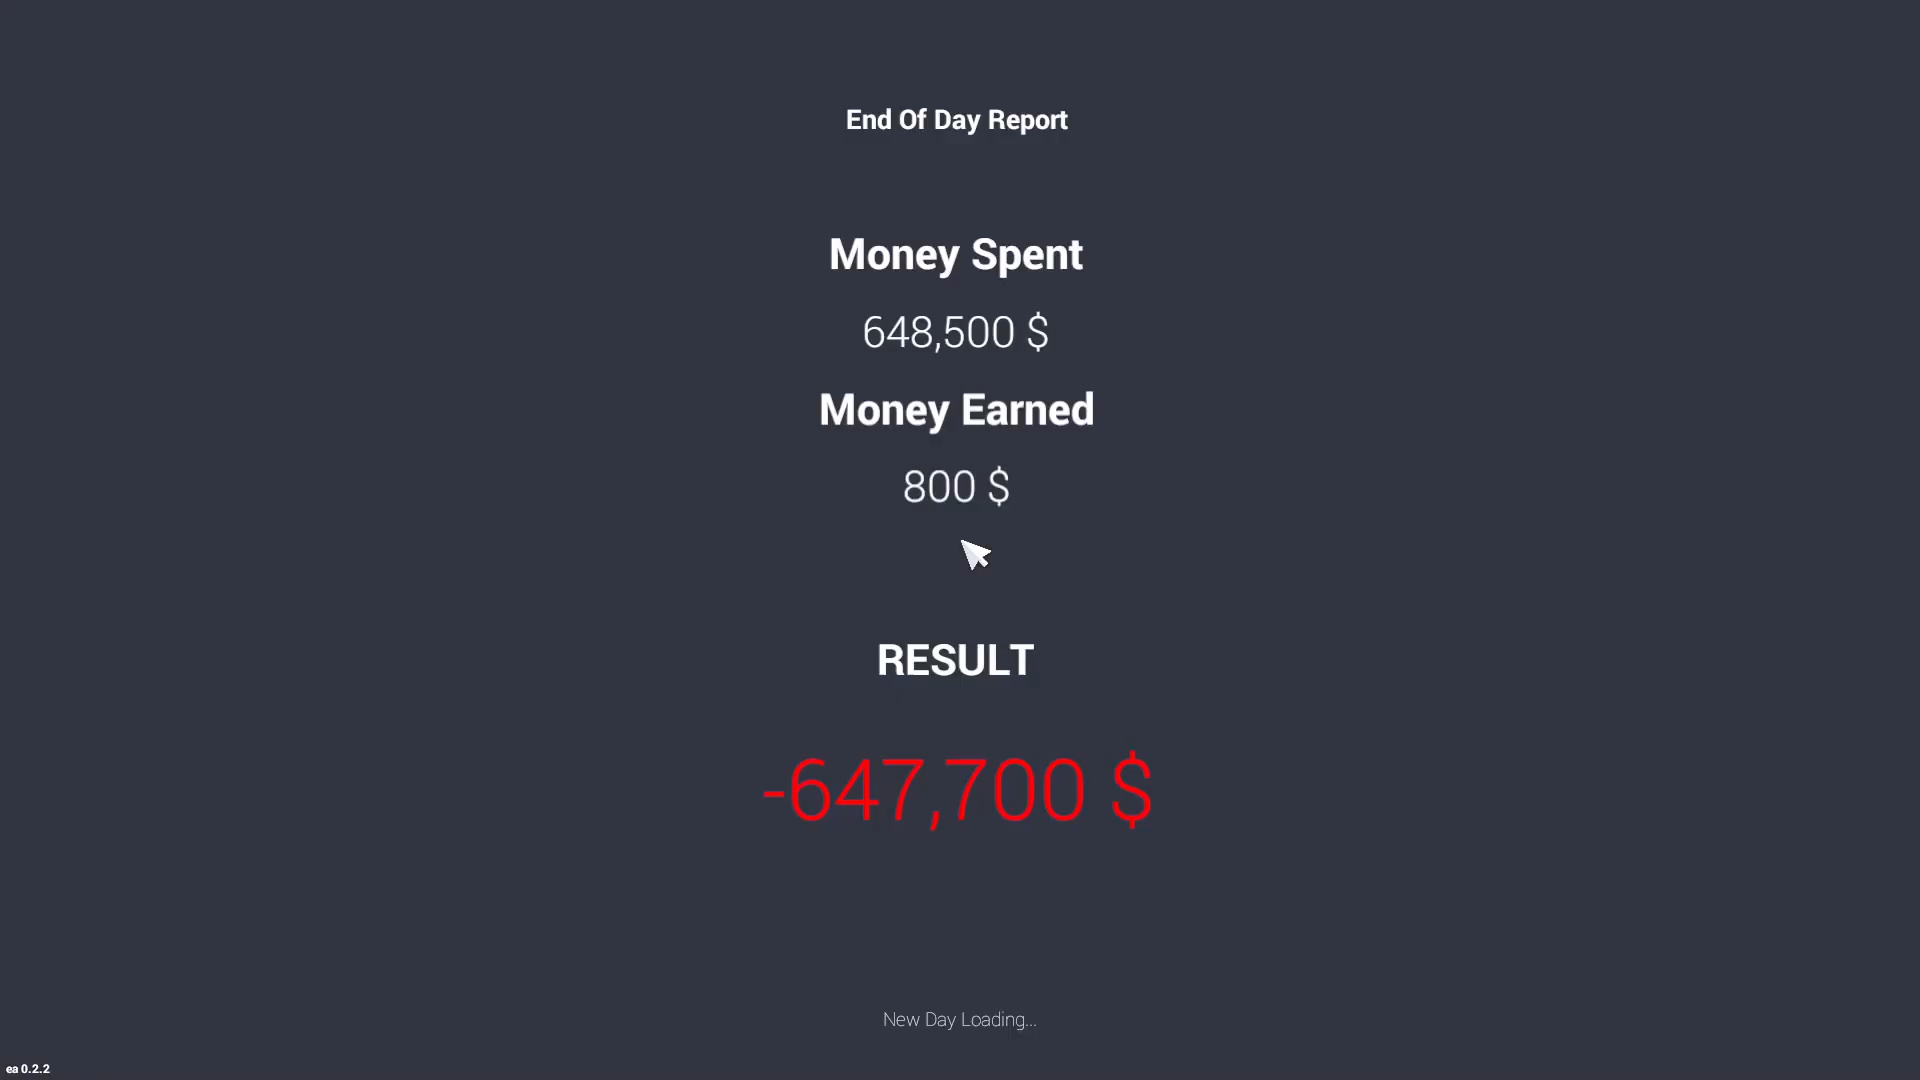 End Of Day Report
Money Spent
648,500 $
Money Earned
800 $
RESULT
-647,700 $
New Day Loading...
ea 0.2.2